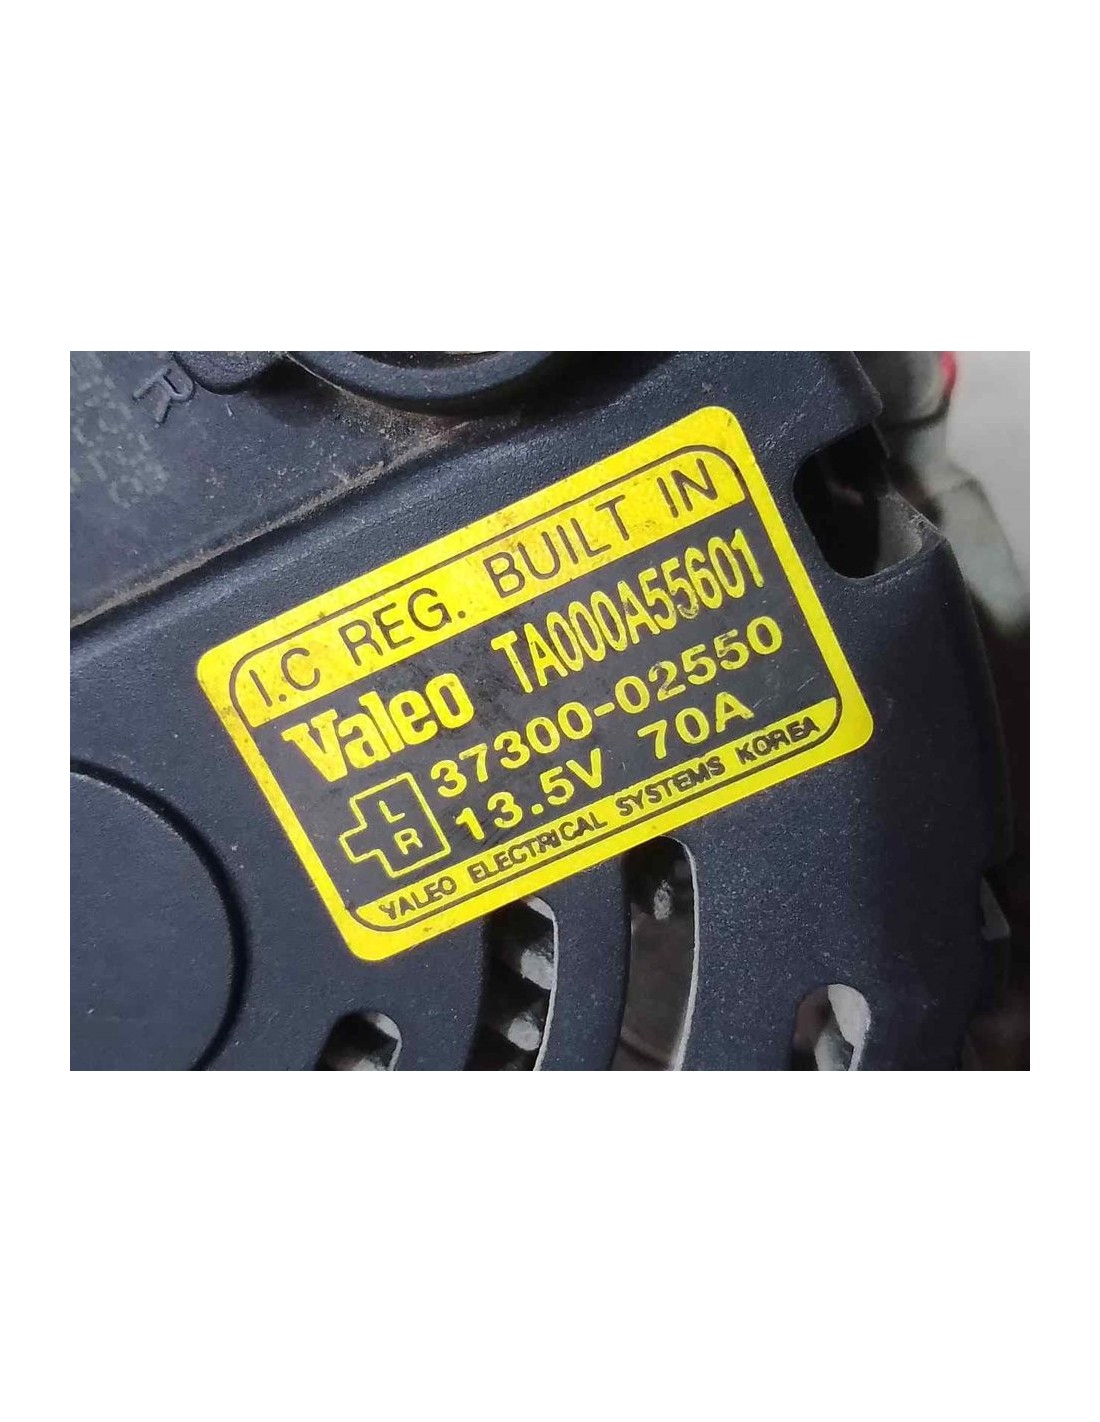 R
I.C REG. BUILT IN
Valeo TA000A55601
37300-02550
L
R
13.5V 70A
VALEO ELECTRICAL SYSTEMS KOREA